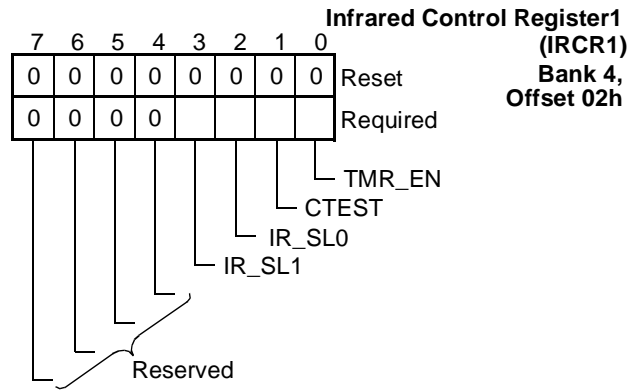 Infrared Control Register1
(IRCR1)
Bank 4,
Offset 02h
7 6 5 4 3 2 1 0
0 0 0 0 0 0 0 0 Reset
0 0 0 0 Required
TMR_EN
CTEST
IR_SL0
IR_SL1
Reserved